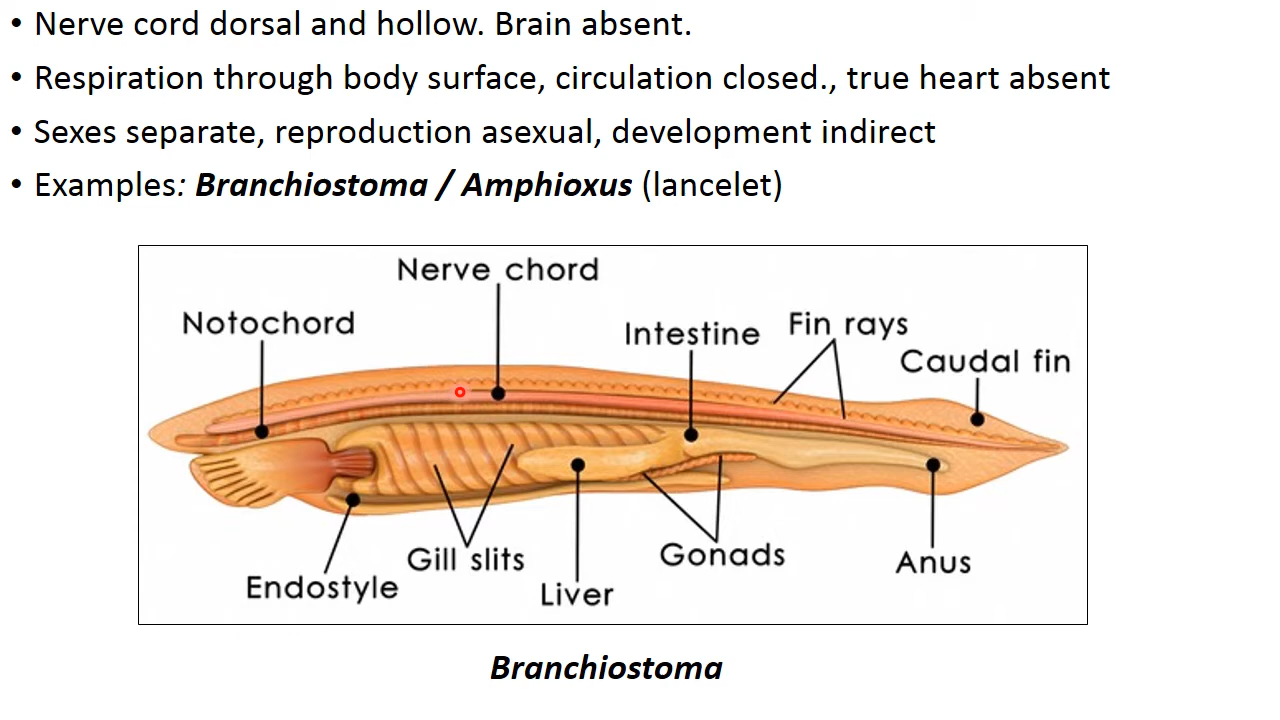 • Nerve cord dorsal and hollow. Brain absent.
• Respiration through body surface, circulation closed., true heart absent
• Sexes separate, reproduction asexual, development indirect
• Examples: Branchiostoma / Amphioxus (lancelet)
Nerve chord
Notochord
Intestine
Fin rays
Caudal fin
Endostyle
Gill slits
Liver
Gonads
Anus
Branchiostoma